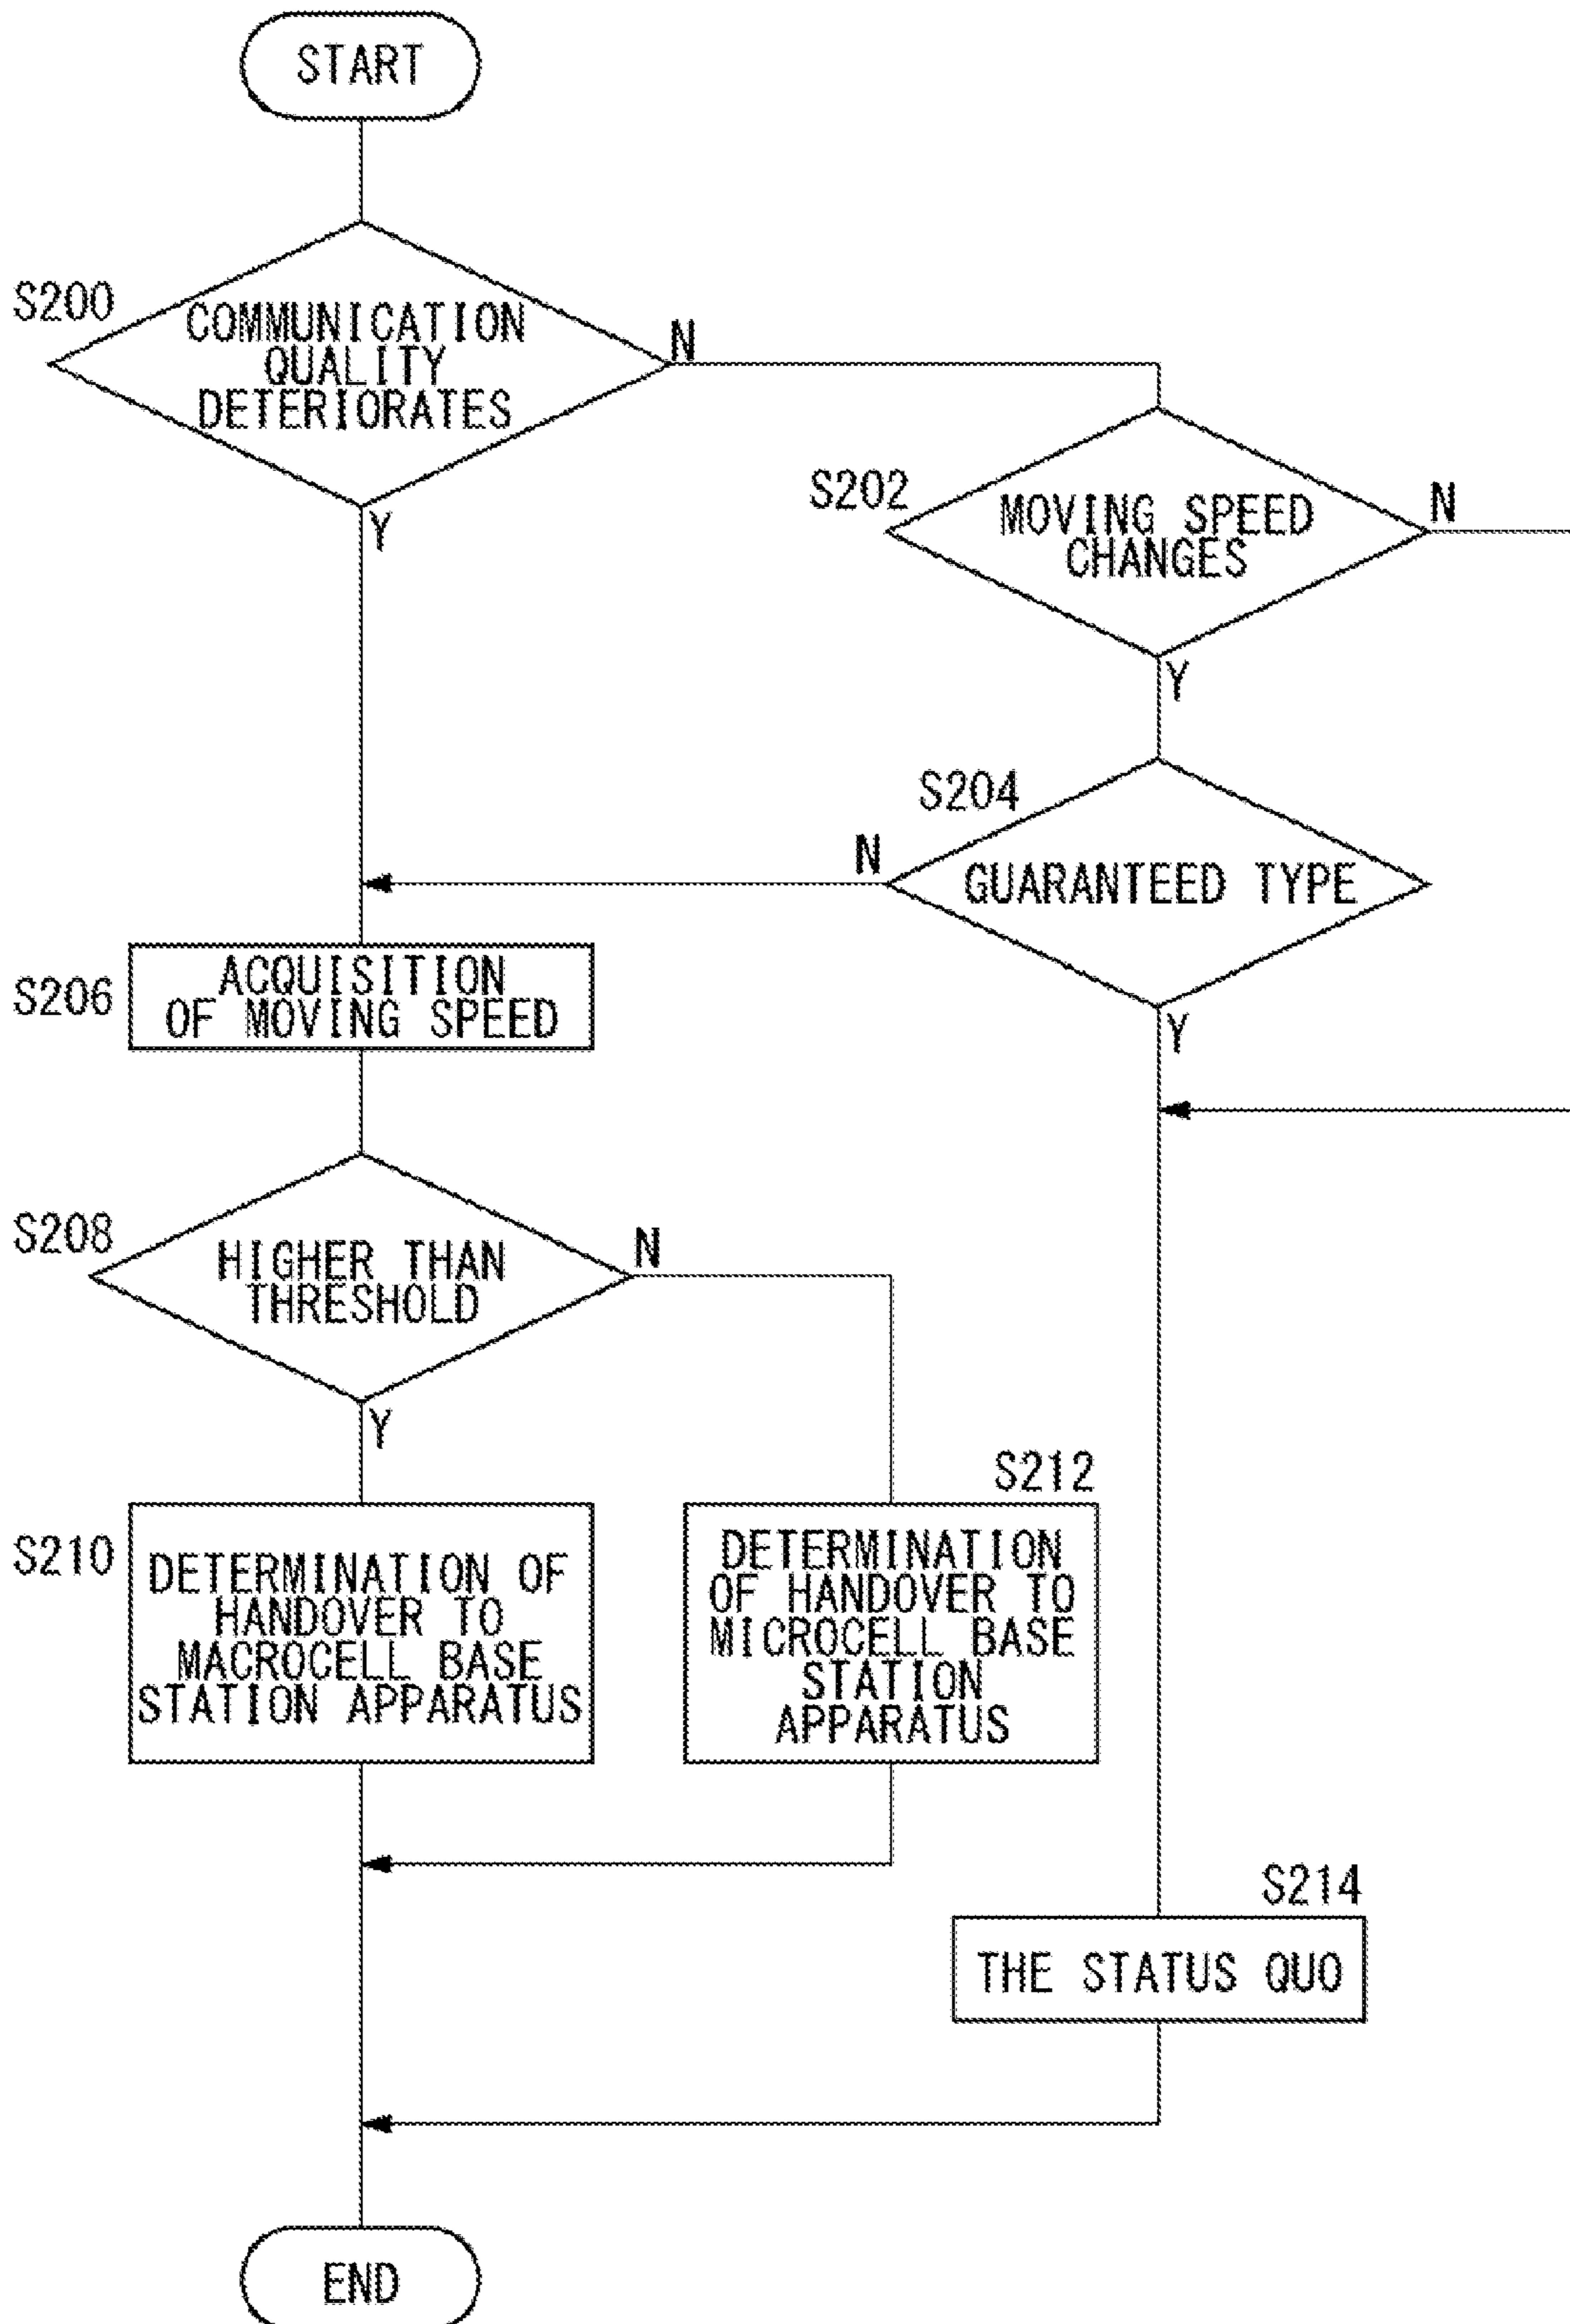 START
S200
COMMUNICATION
QUALITY
DETERIORATES
N
Y
S202
MOVING SPEED
CHANGES
N
Y
S204
N
GUARANTEED TYPE
Y
S206
ACQUISITION
OF MOVING SPEED
S208
HIGHER THAN
THRESHOLD
N
Y
S210
DETERMINATION OF
HANDOVER TO
MACROCELL BASE
STATION APPARATUS
S212
DETERMINATION
OF HANDOVER TO
MICROCELL BASE
STATION
APPARATUS
S214
THE STATUS QUO
END